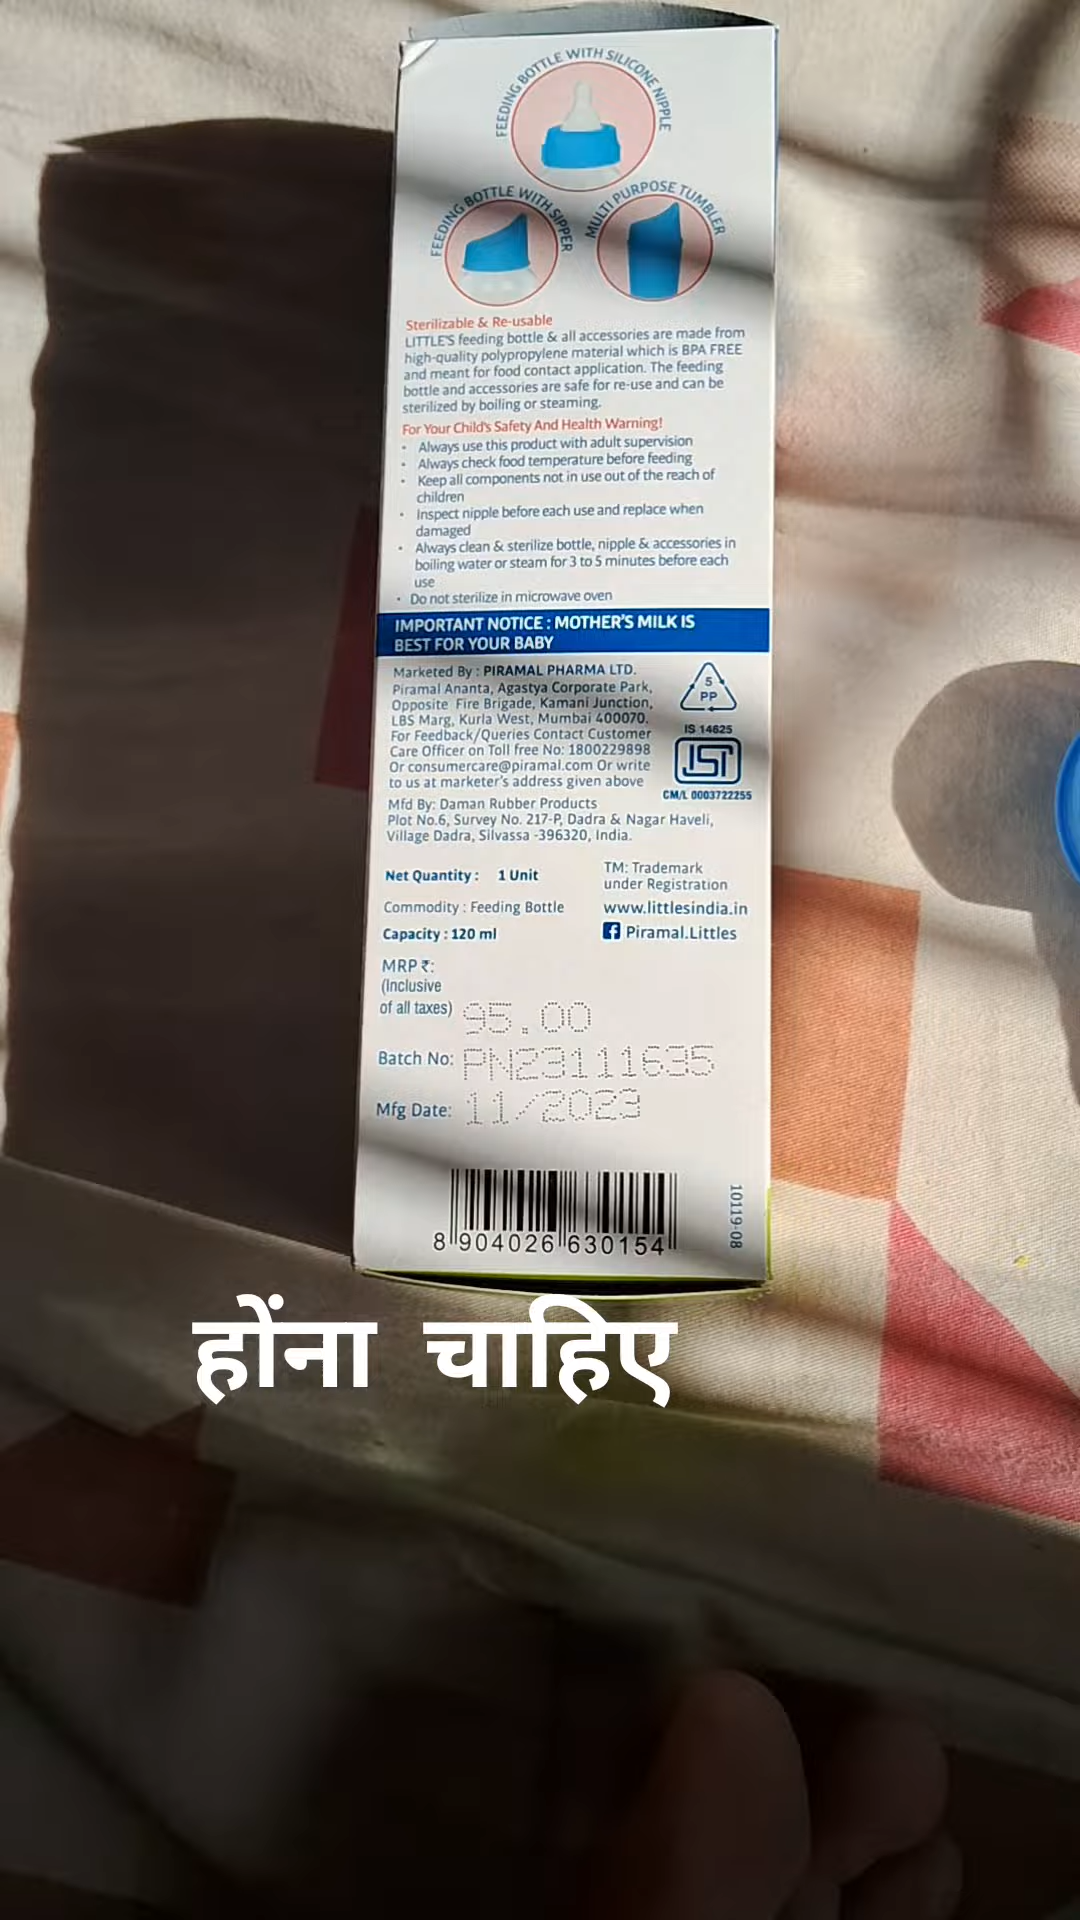 FEEDING BOTTLE WITH SILICONE NIPPLE
FEEDING BOTTLE WITH SIPPER
MULTI PURPOSE TUMBLER
Sterilizable & Re-usable
LITTLE'S feeding bottle & all accessories are made from
high-quality polypropylene material which is BPA FREE
and meant for food contact application. The feeding
bottle and accessories are safe for re-use and can be
sterilized by boiling or steaming.
For Your Child's Safety And Health Warning!
• Always use this product with adult supervision
• Always check food temperature before feeding
• Keep all components not in use out of the reach of
children
• Inspect nipple before each use and replace when
damaged
• Always clean & sterilize bottle, nipple & accessories in
boiling water or steam for 3 to 5 minutes before each
use
• Do not sterilize in microwave oven
IMPORTANT NOTICE : MOTHER'S MILK IS
BEST FOR YOUR BABY
Marketed By : PIRAMAL PHARMA LTD.
Piramal Ananta, Agastya Corporate Park,
Opposite Fire Brigade, Kamani Junction,
LBS Marg, Kurla West, Mumbai 400070.
For Feedback/Queries Contact Customer
Care Officer on Toll free No: 1800229898
Or consumercare@piramal.com Or write
to us at marketer's address given above
5
PP
IS 14625
ISI
CM/L 0003722255
Mfd By: Daman Rubber Products
Plot No.6, Survey No. 217-P, Dadra & Nagar Haveli,
Village Dadra, Silvassa -396320, India.
Net Quantity : 1 Unit
TM: Trademark
under Registration
Commodity : Feeding Bottle
www.littlesindia.in
Capacity : 120 ml
Piramal.Littles
MRP ₹:
(Inclusive
of all taxes) 95.00
Batch No: PN23111635
Mfg Date: 11/2023
8 904026 630154
10119-08
होंना चाहिए